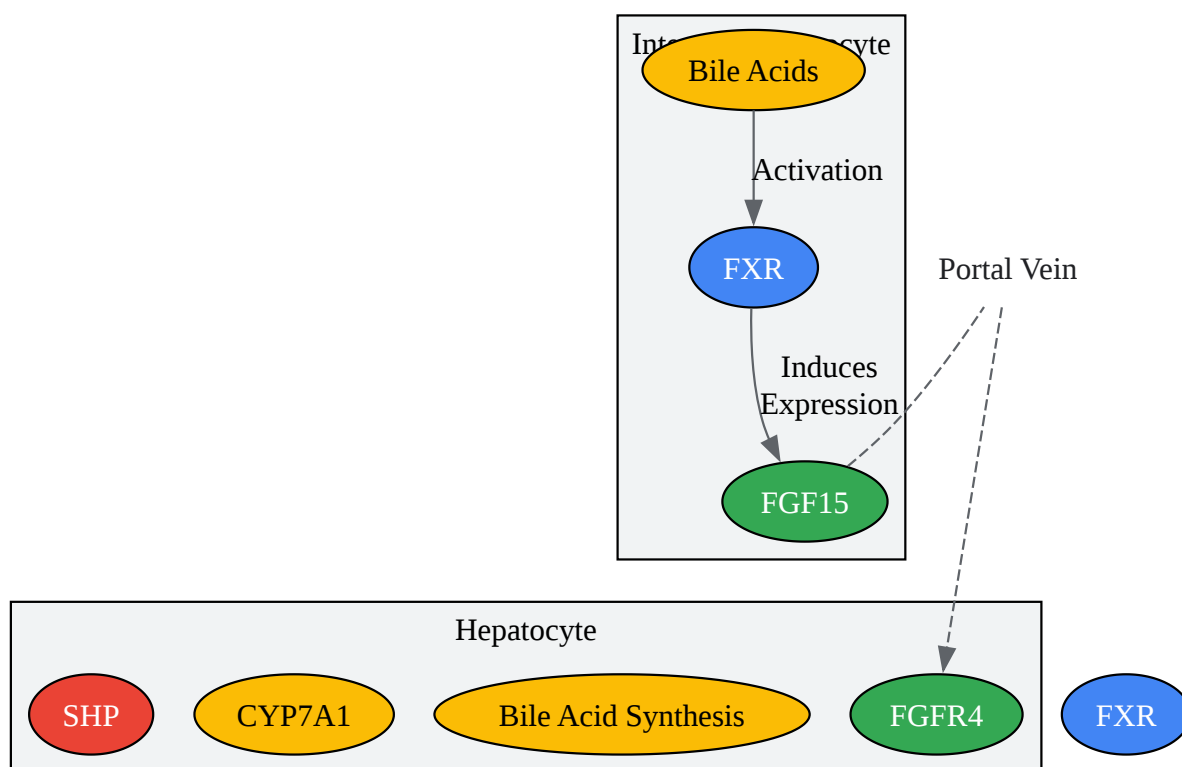 Bile Acids
Activation
FXR
Portal Vein
Induces
Expression
FGF15
Hepatocyte
SHP
CYP7A1
Bile Acid Synthesis
FGFR4
FXR